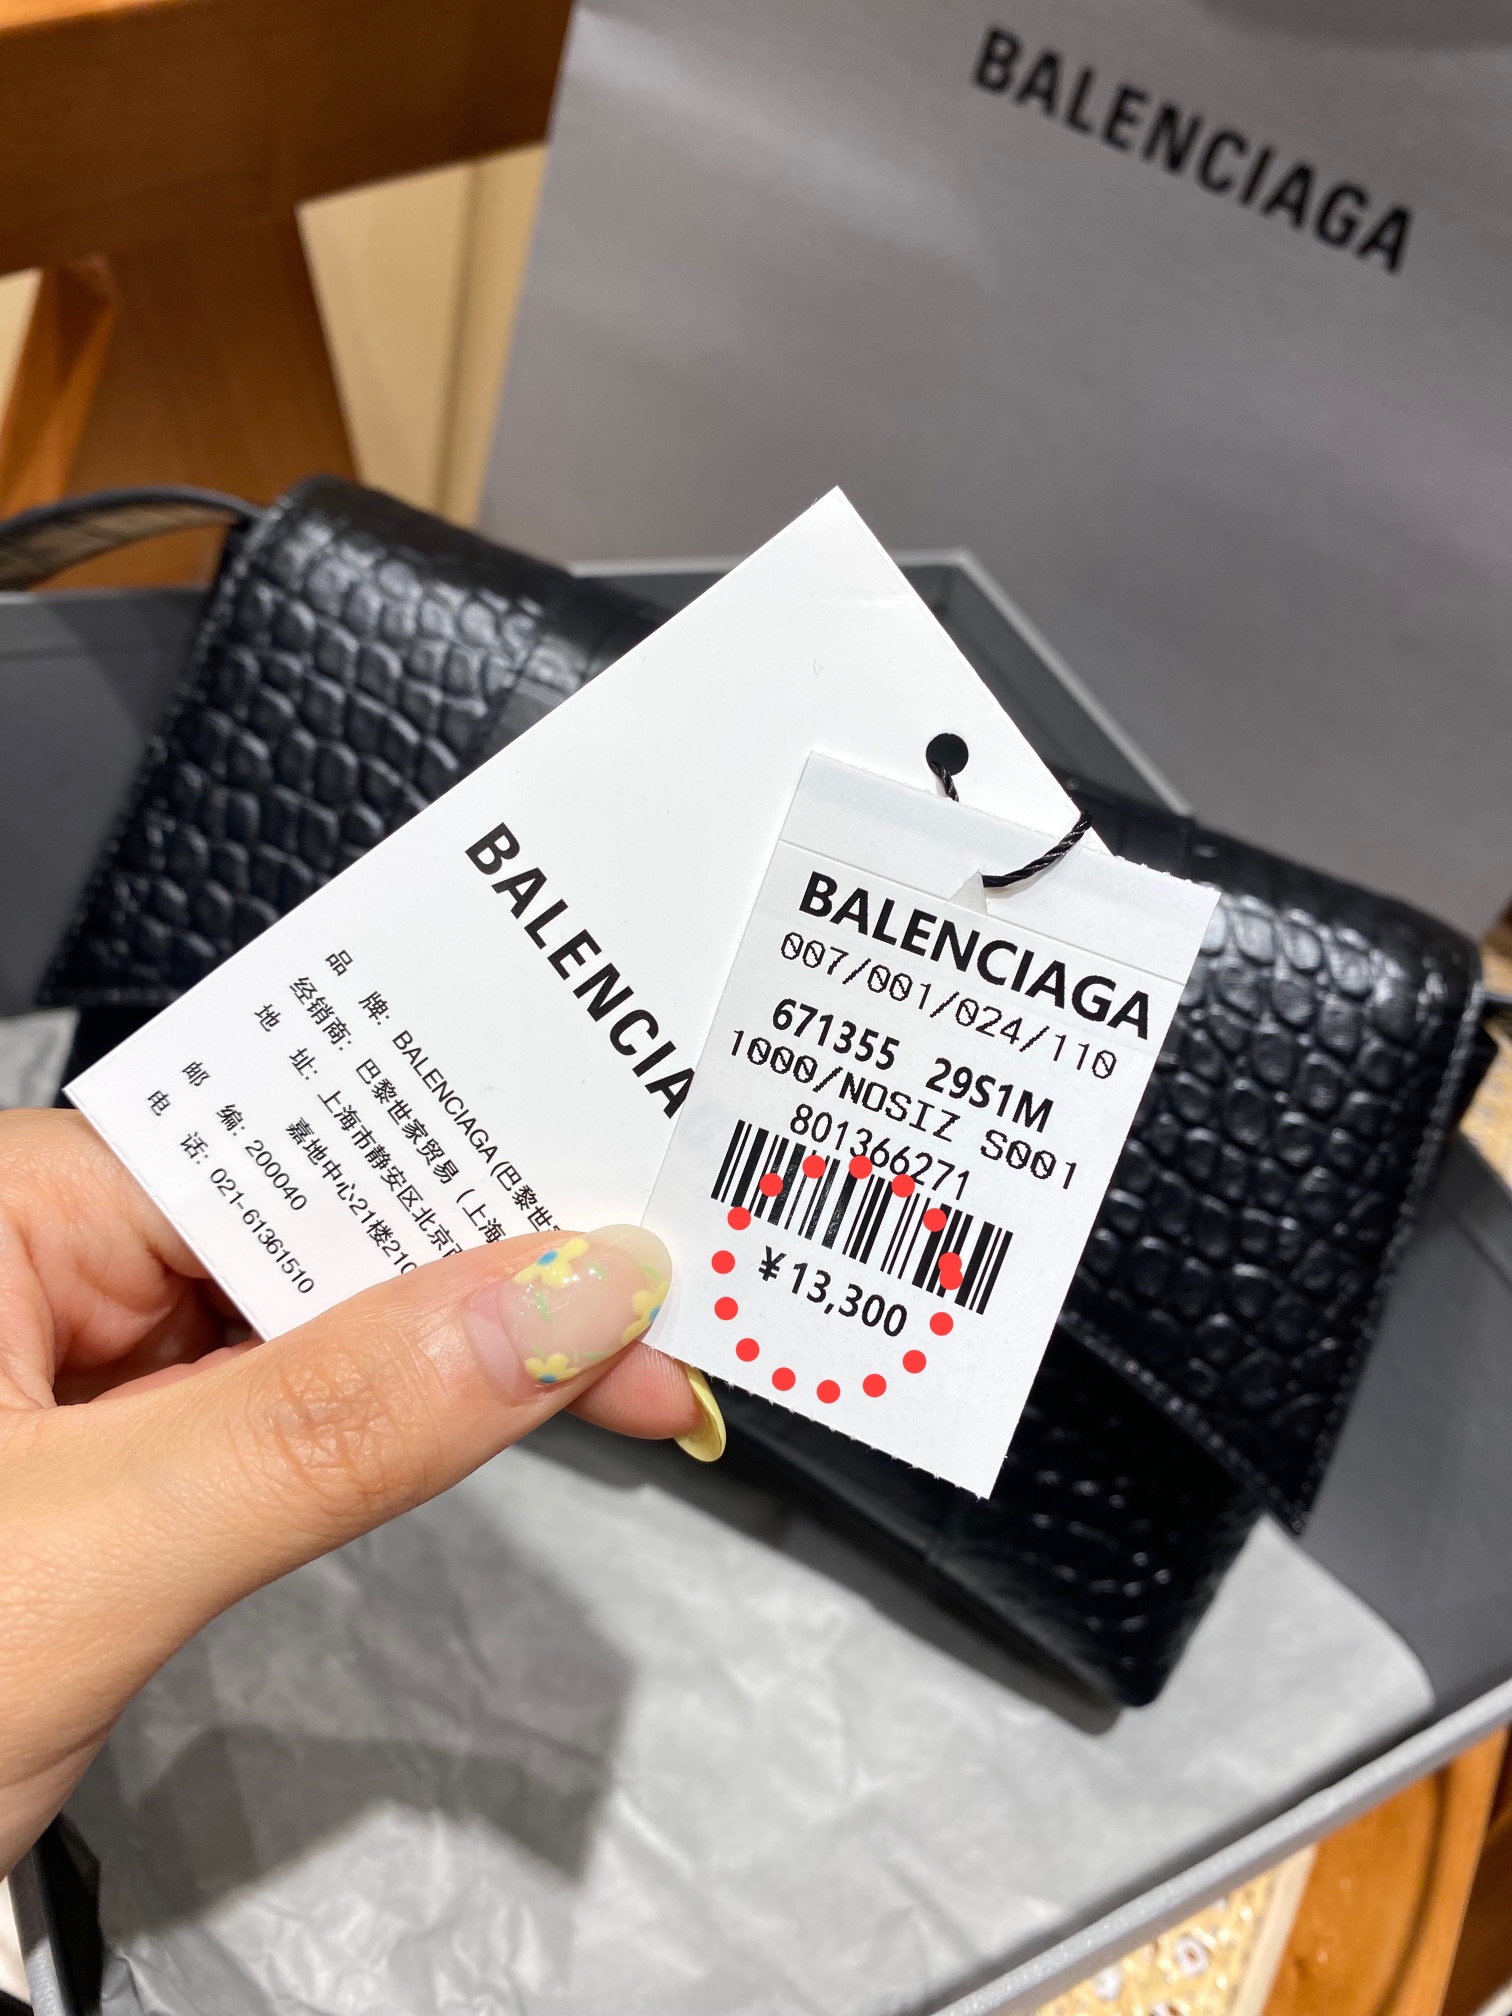 BALENCIAGA
BALENCIA
品 牌: BALENCIAGA (巴黎世
经销商: 巴黎世家贸易 (上海
地 址: 上海市静安区北京
嘉地中心21楼210
邮 编: 200040
电 话: 021-61361510
BALENCIAGA
007/001/024/110
671355 29S1M
1000/NOSIZ S001
801366271
¥13,300